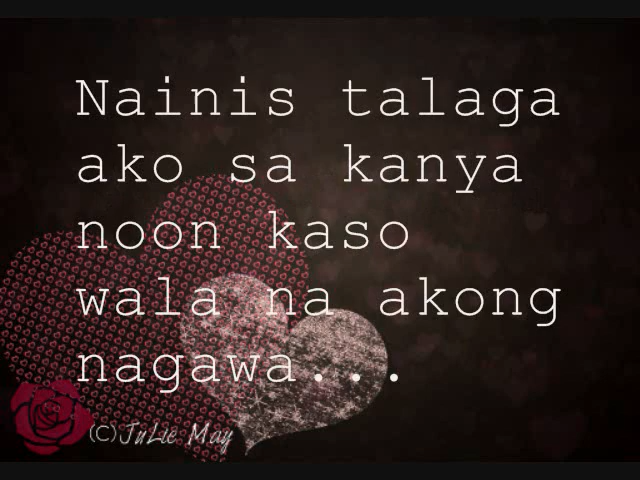 Nainis talaga
ako sa kanya
noon kaso
wala na akong
nagawa...
(C)JuLie May